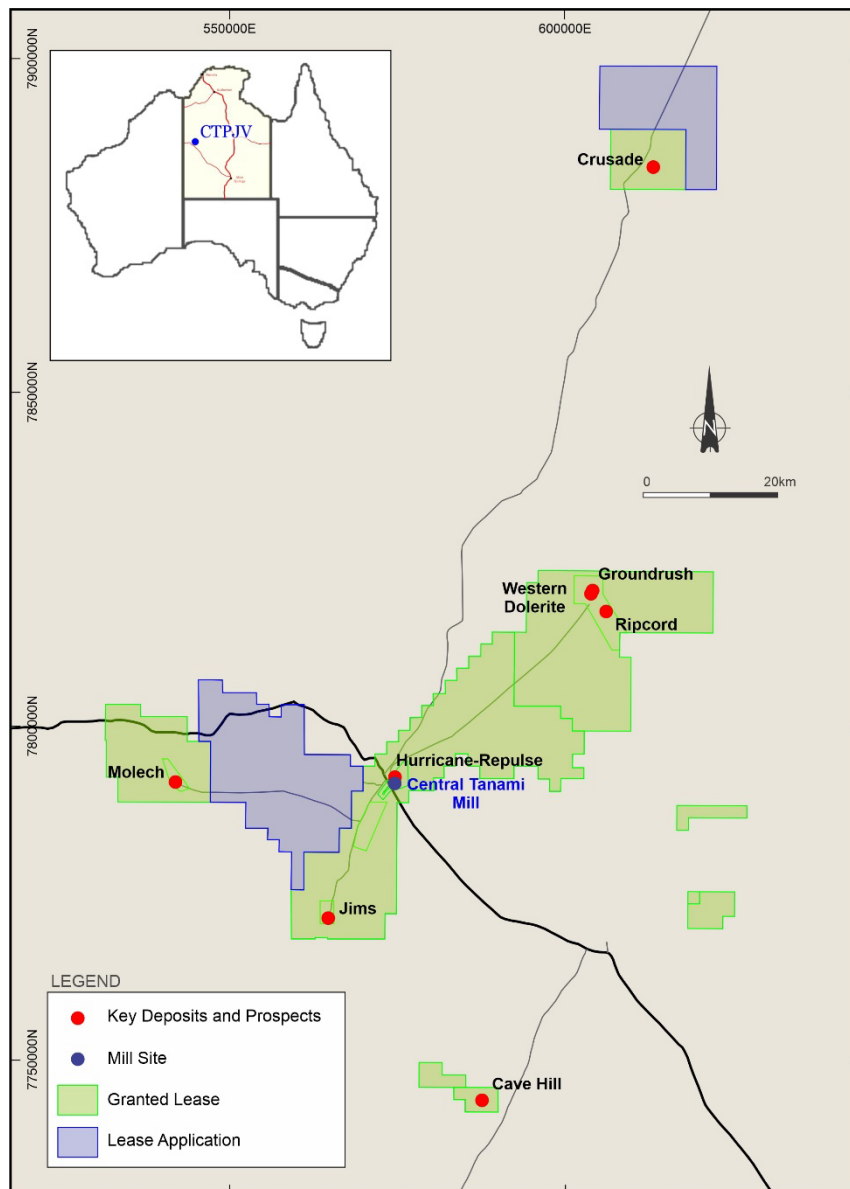 550000E
600000E
7900000N
CTPJV
Crusade
7850000N
N
0
20km
Groundrush
Western
Dolerite
Ripcord
7800000N
Hurricane-Repulse
Molech
Central Tanami
Mill
Jims
LEGEND
Key Deposits and Prospects
Mill Site
Granted Lease
Lease Application
7750000N
Cave Hill